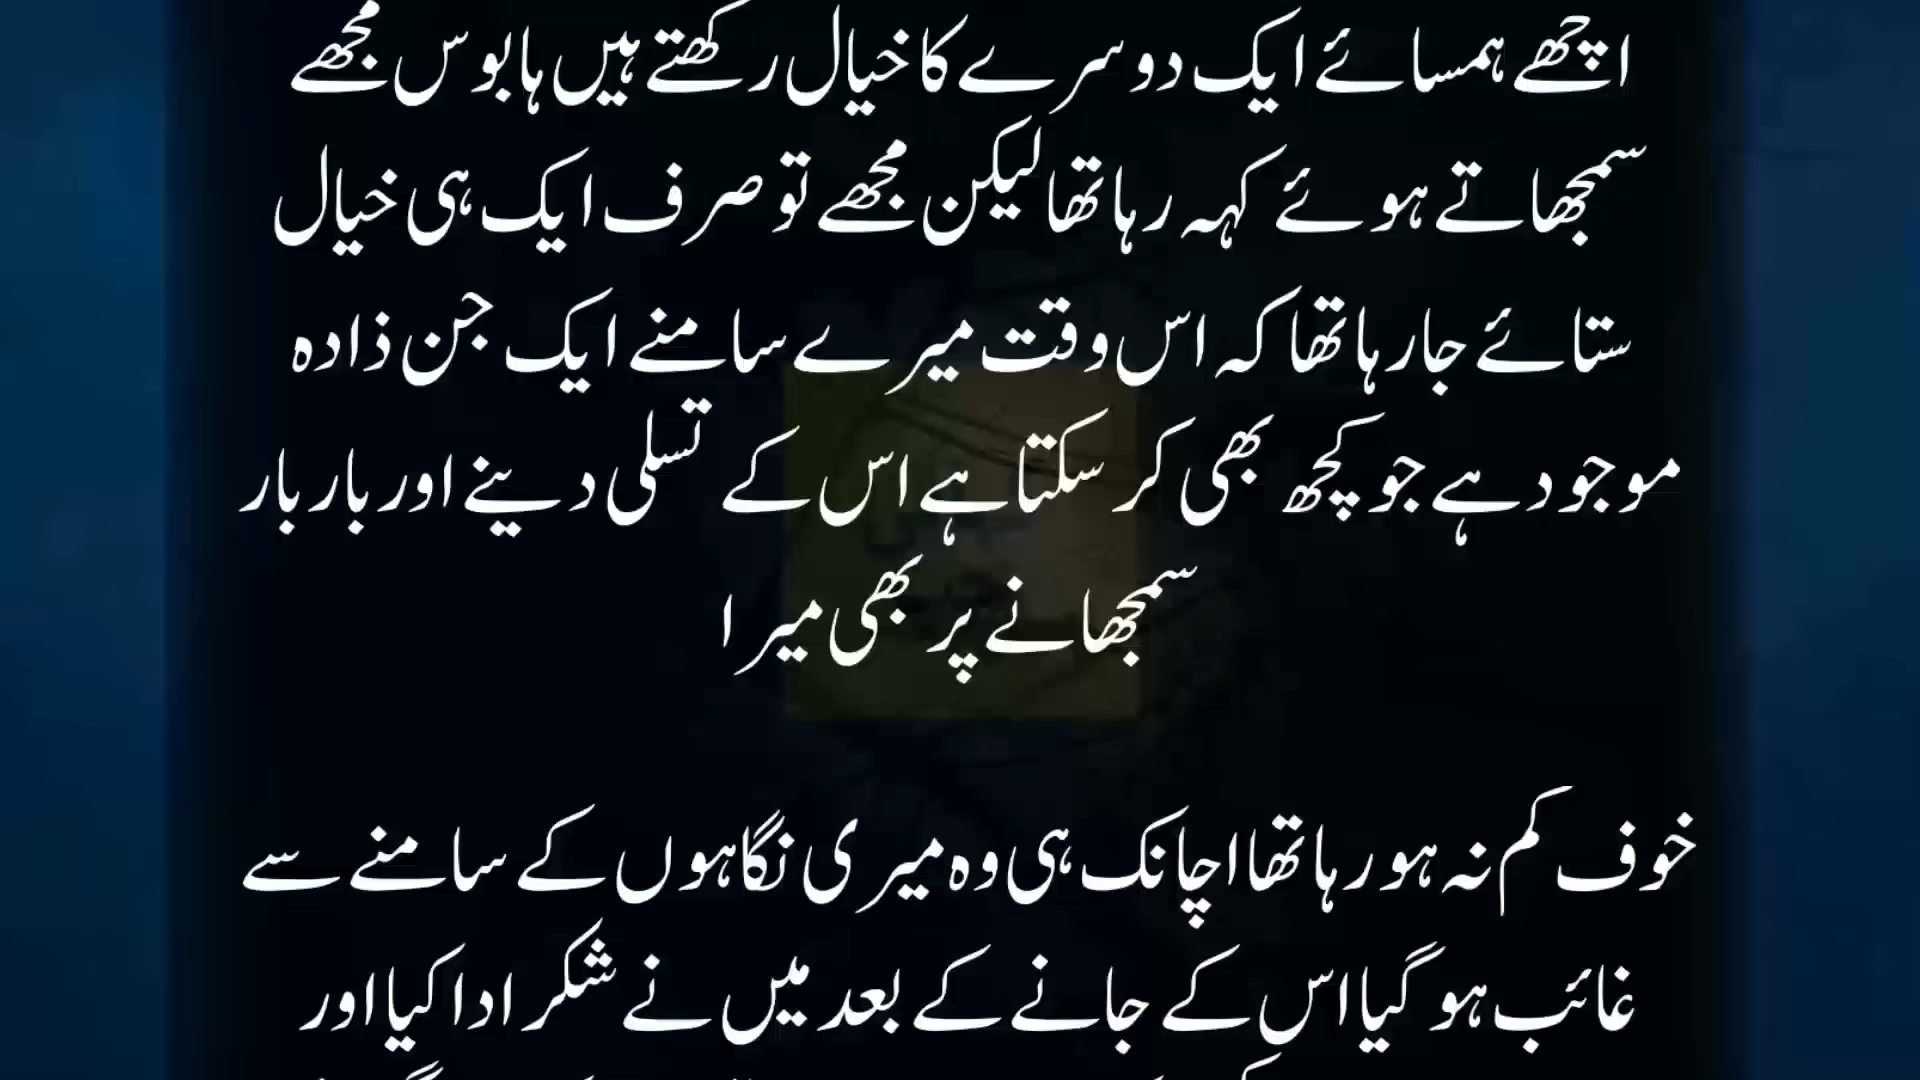 اچھے ہمسائے ایک دوسرے کا خیال رکھتے ہیں ہابوس مجھے
سمجھاتے ہوئے کہہ رہا تھا لیکن مجھے تو صرف ایک ہی خیال
ستائے جا رہا تھا کہ اس وقت میرے سامنے ایک جن ذادہ
موجود ہے جو کچھ بھی کر سکتا ہے اس کے تسلی دینے اور بار بار
سمجھانے پر بھی میرا
خوف کم نہ ہو رہا تھا اچانک ہی وہ میری نگاہوں کے سامنے سے
غائب ہو گیا اس کے جانے کے بعد میں نے شکر ادا کیا اور